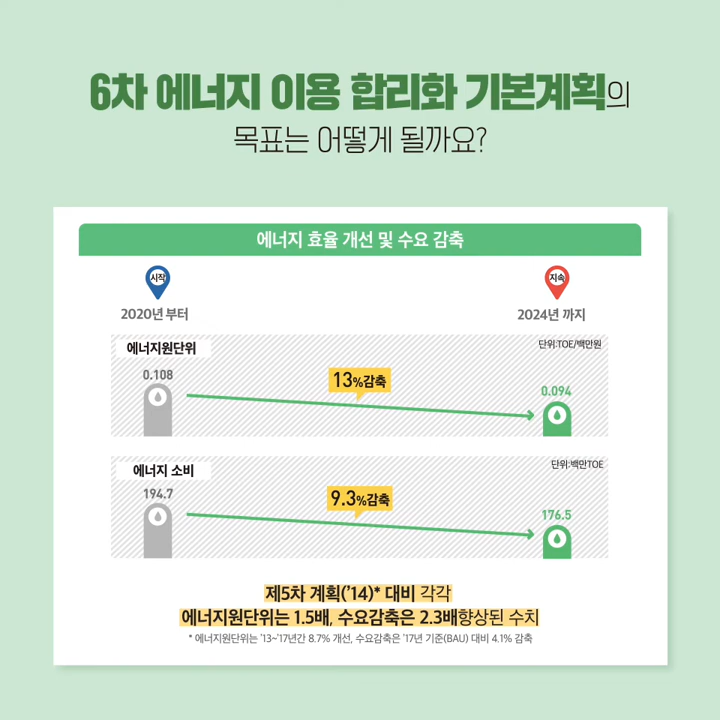 6차 에너지 이용 합리화 기본계획의
목표는 어떻게 될까요?
에너지 효율 개선 및 수요 감축
시작
지속
2020년 부터
2024년 까지
에너지원단위
단위:TOE/백만원
0.108
13%감축
0.094
에너지 소비
단위:백만TOE
194.7
9.3%감축
176.5
제5차 계획('14)* 대비 각각
에너지원단위는 1.5배, 수요감축은 2.3배향상된 수치
* 에너지원단위는 '13~'17년간 8.7% 개선, 수요감축은 '17년 기준(BAU) 대비 4.1% 감축